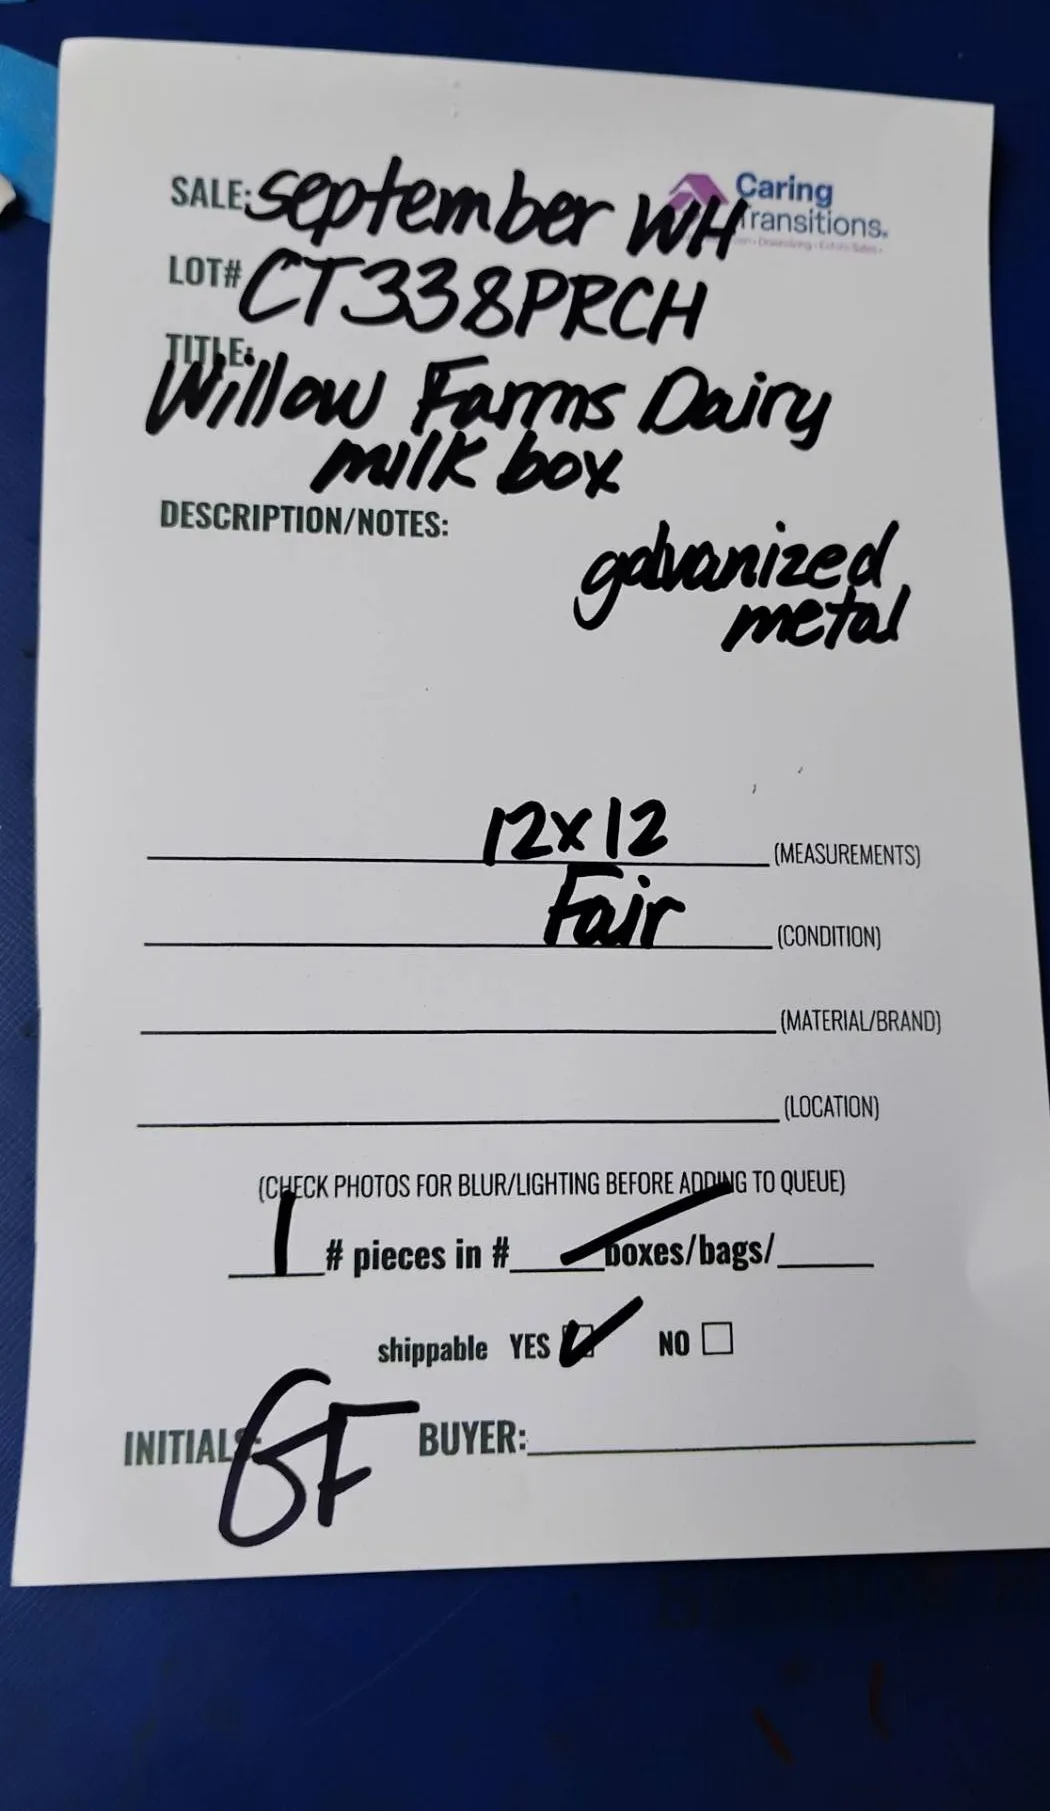 SALE: September WH
Caring
Transitions.
LOT# CT338PRCH
TITLE:
Willow Farms Dairy
milk box
DESCRIPTION/NOTES:
galvanized
metal
12x12 (MEASUREMENTS)
Fair (CONDITION)
(MATERIAL/BRAND)
(LOCATION)
(CHECK PHOTOS FOR BLUR/LIGHTING BEFORE ADDING TO QUEUE)
1 # pieces in # boxes/bags/
shippable YES ✓ NO
INITIALS: GF BUYER: